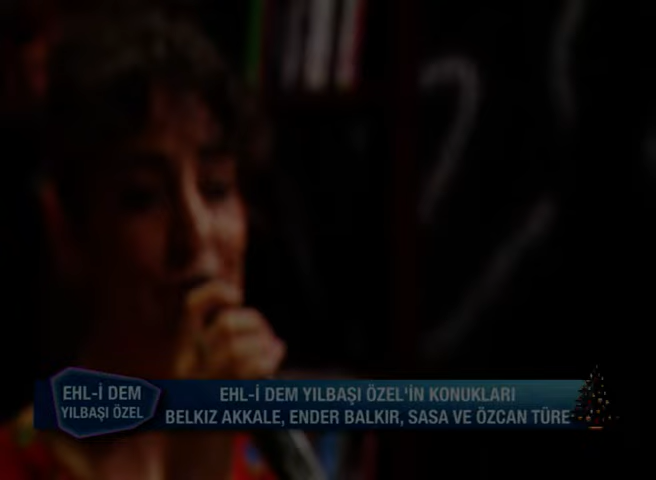 EHL-İ DEM
YILBAŞI ÖZEL
EHL-İ DEM YILBAŞI ÖZEL'İN KONUKLARI
BELKIZ AKKALE, ENDER BALKIR, SASA VE ÖZCAN TÜRE